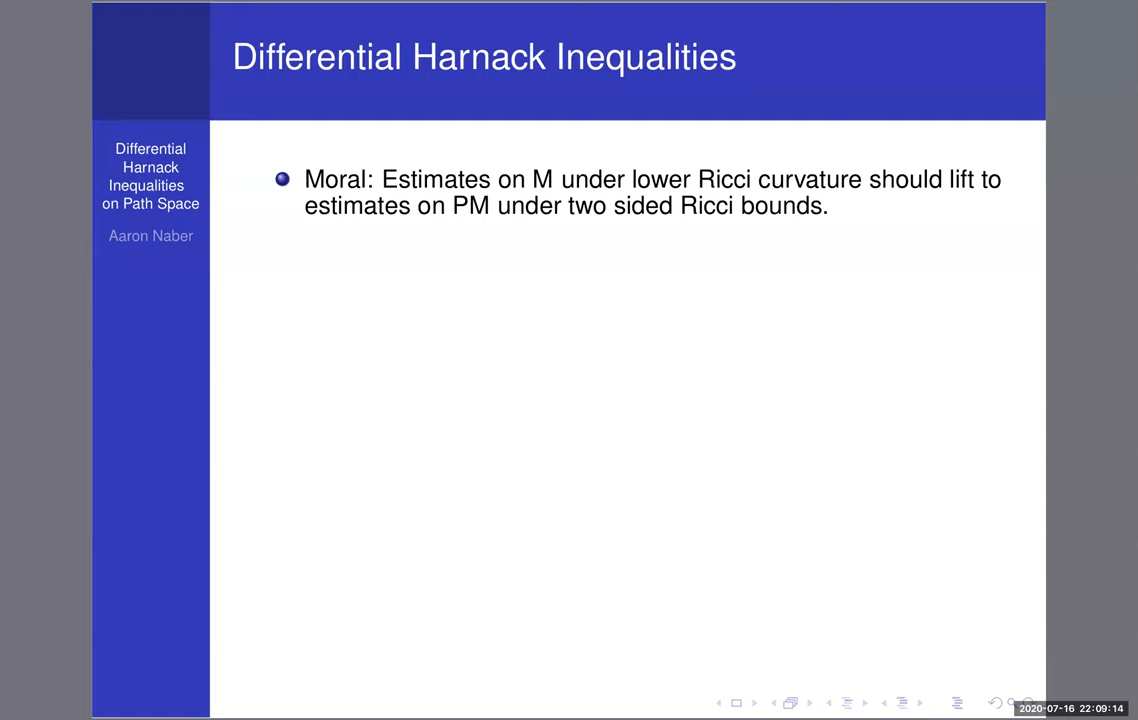 Differential Harnack Inequalities
Differential
Harnack
Inequalities
on Path Space
Aaron Naber
Moral: Estimates on M under lower Ricci curvature should lift to
estimates on PM under two sided Ricci bounds.
2020-07-16 22:09:14